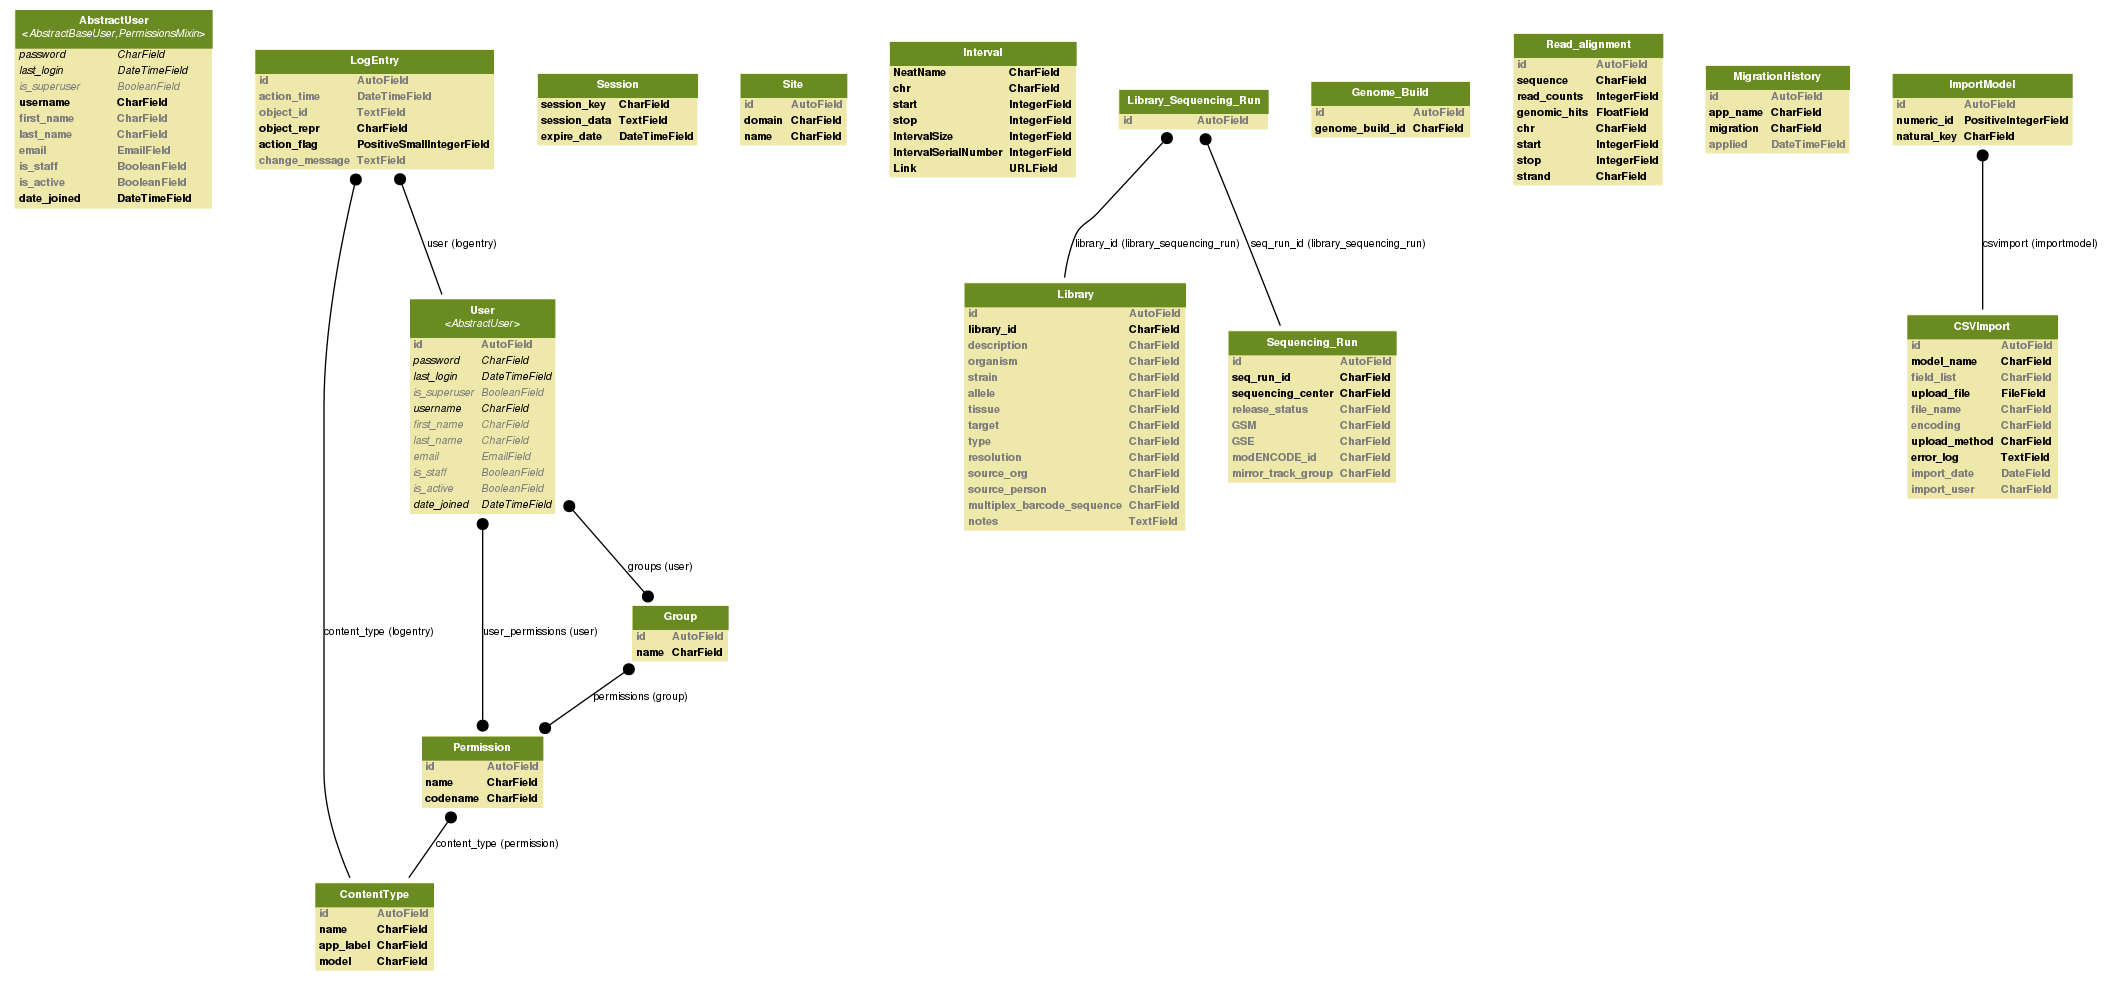 AbstractUser
<AbstractBaseUser,PermissionsMixin>
password CharField
last_login DateTimeField
is_superuser BooleanField
username CharField
first_name CharField
last_name CharField
email EmailField
is_staff BooleanField
is_active BooleanField
date_joined DateTimeField
LogEntry
id AutoField
action_time DateTimeField
object_id TextField
object_repr CharField
action_flag PositiveSmallIntegerField
change_message TextField
Session
session_key CharField
session_data TextField
expire_date DateTimeField
Site
id AutoField
domain CharField
name CharField
Interval
NeatName CharField
chr CharField
start IntegerField
stop IntegerField
IntervalSize IntegerField
IntervalSerialNumber IntegerField
Link URLField
Library_Sequencing_Run
id AutoField
Genome_Build
id AutoField
genome_build_id CharField
Read_alignment
id AutoField
sequence CharField
read_counts IntegerField
genomic_hits FloatField
chr CharField
start IntegerField
stop IntegerField
strand CharField
MigrationHistory
id AutoField
app_name CharField
migration CharField
applied DateTimeField
ImportModel
id AutoField
numeric_id PositiveIntegerField
natural_key CharField
user (logentry)
library_id (library_sequencing_run)
seq_run_id (library_sequencing_run)
csvimport (importmodel)
User
<AbstractUser>
id AutoField
password CharField
last_login DateTimeField
is_superuser BooleanField
username CharField
first_name CharField
last_name CharField
email EmailField
is_staff BooleanField
is_active BooleanField
date_joined DateTimeField
Library
id AutoField
library_id CharField
description CharField
organism CharField
strain CharField
allele CharField
tissue CharField
target CharField
type CharField
resolution CharField
source_org CharField
source_person CharField
multiplex_barcode_sequence CharField
notes TextField
Sequencing_Run
id AutoField
seq_run_id CharField
sequencing_center CharField
release_status CharField
GSM CharField
GSE CharField
modENCODE_id CharField
mirror_track_group CharField
CSVImport
id AutoField
model_name CharField
field_list CharField
upload_file FileField
file_name CharField
encoding CharField
upload_method CharField
error_log TextField
import_date DateField
import_user CharField
groups (user)
content_type (logentry)
user_permissions (user)
Group
id AutoField
name CharField
permissions (group)
Permission
id AutoField
name CharField
codename CharField
content_type (permission)
ContentType
id AutoField
name CharField
app_label CharField
model CharField